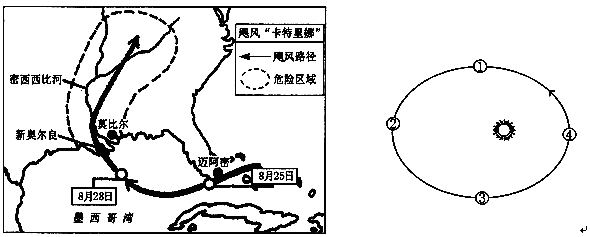 飓风“卡特里娜”
飓风路径
危险区域
密西西比河
莫比尔
新奥尔良
迈阿密
8月25日
8月28日
墨西哥湾
①
②
④
③